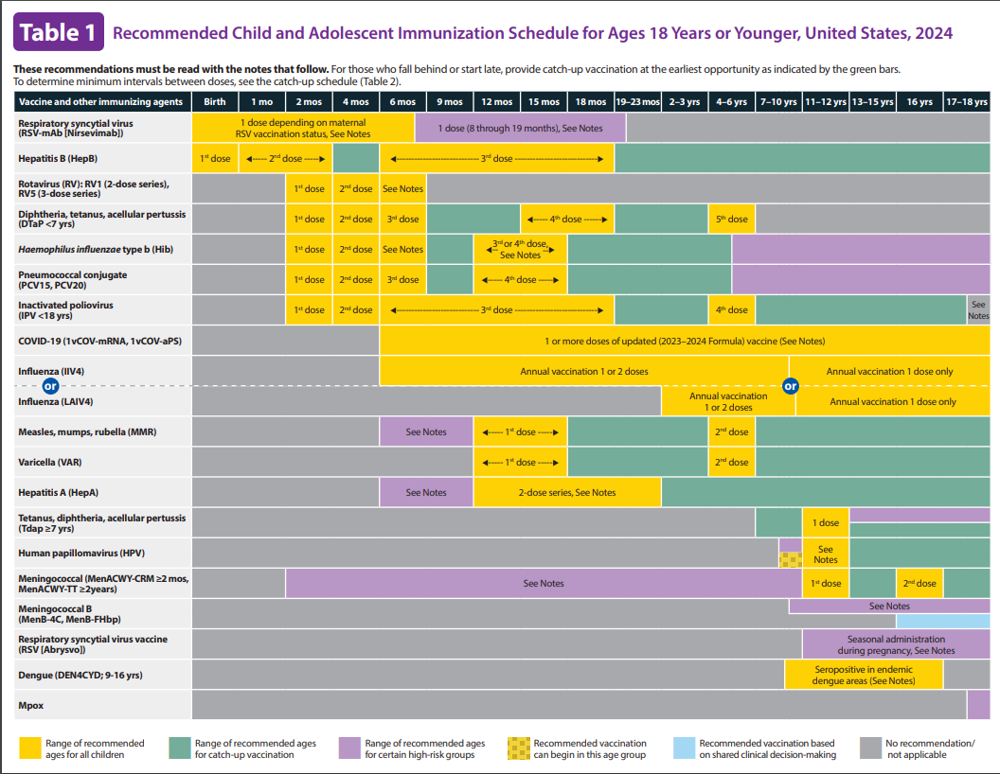 Table 1 Recommended Child and Adolescent Immunization Schedule for Ages 18 Years or Younger, United States, 2024
These recommendations must be read with the notes that follow. For those who fall behind or start late, provide catch-up vaccination at the earliest opportunity as indicated by the green bars.
To determine minimum intervals between doses, see the catch-up schedule (Table 2).
Vaccine and other immunizing agents Birth 1 mo 2 mos 4 mos 6 mos 9 mos 12 mos 15 mos 18 mos 19–23 mos 2–3 yrs 4–6 yrs 7–10 yrs 11–12 yrs 13–15 yrs 16 yrs 17–18 yrs
Respiratory syncytial virus
(RSV-mAb [Nirsevimab])
1 dose depending on maternal
RSV vaccination status, See Notes
1 dose (8 through 19 months), See Notes
Hepatitis B (HepB) 1st dose 2nd dose 3rd dose
Rotavirus (RV): RV1 (2-dose series),
RV5 (3-dose series)
1st dose 2nd dose See Notes
Diphtheria, tetanus, acellular pertussis
(DTaP <7 yrs)
1st dose 2nd dose 3rd dose 4th dose 5th dose
Haemophilus influenzae type b (Hib) 1st dose 2nd dose See Notes
3rd or 4th dose,
See Notes
Pneumococcal conjugate
(PCV15, PCV20)
1st dose 2nd dose 3rd dose 4th dose
Inactivated poliovirus
(IPV <18 yrs)
1st dose 2nd dose 3rd dose 4th dose
See
Notes
COVID-19 (1vCOV-mRNA, 1vCOV-aPS) 1 or more doses of updated (2023–2024 Formula) vaccine (See Notes)
Influenza (IIV4) Annual vaccination 1 or 2 doses Annual vaccination 1 dose only
or or
Influenza (LAIV4)
Annual vaccination
1 or 2 doses
Annual vaccination 1 dose only
Measles, mumps, rubella (MMR) See Notes 1st dose 2nd dose
Varicella (VAR) 1st dose 2nd dose
Hepatitis A (HepA) See Notes 2-dose series, See Notes
Tetanus, diphtheria, acellular pertussis
(Tdap ≥7 yrs)
1 dose
Human papillomavirus (HPV)
See
Notes
Meningococcal (MenACWY-CRM ≥2 mos,
MenACWY-TT ≥2years)
See Notes 1st dose 2nd dose
Meningococcal B
(MenB-4C, MenB-FHbp)
See Notes
Respiratory syncytial virus vaccine
(RSV [Abrysvo])
Seasonal administration
during pregnancy, See Notes
Dengue (DEN4CYD; 9-16 yrs)
Seropositive in endemic
dengue areas (See Notes)
Mpox
Range of recommended
ages for all children
Range of recommended ages
for catch-up vaccination
Range of recommended ages
for certain high-risk groups
Recommended vaccination
can begin in this age group
Recommended vaccination based
on shared clinical decision-making
No recommendation/
not applicable